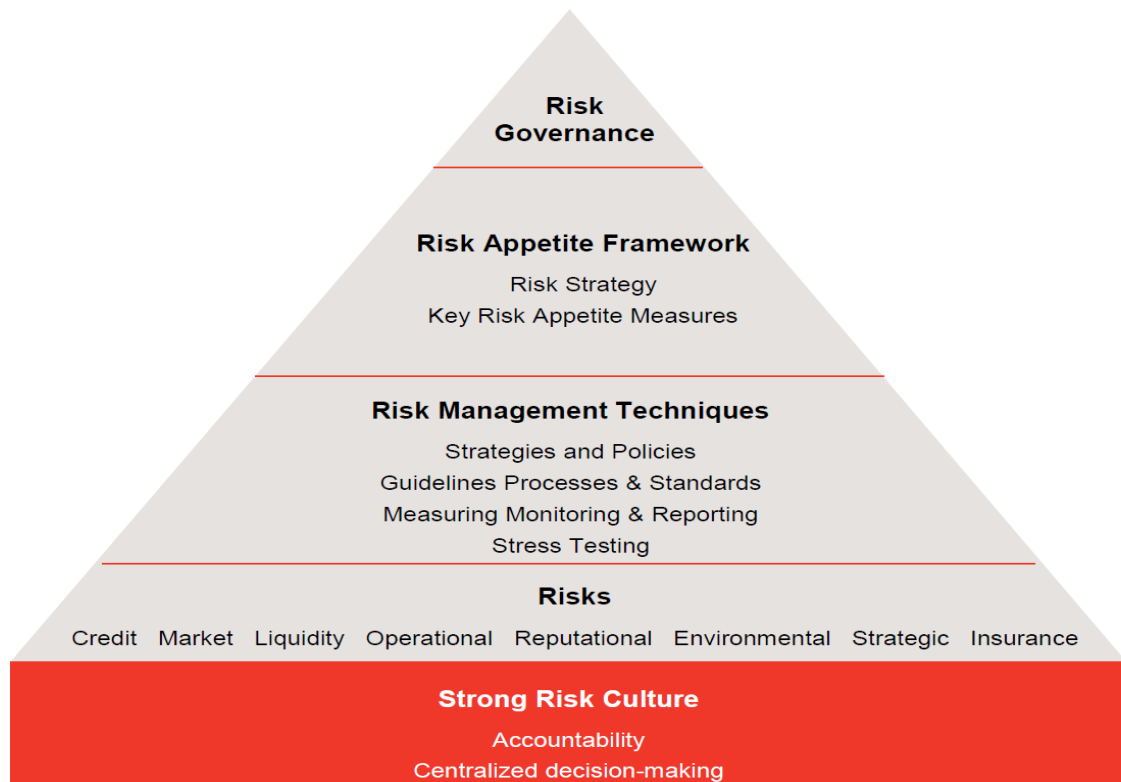 Risk
Governance
Risk Appetite Framework
Risk Strategy
Key Risk Appetite Measures
Risk Management Techniques
Strategies and Policies
Guidelines Processes & Standards
Measuring Monitoring & Reporting
Stress Testing
Risks
Credit Market Liquidity Operational Reputational Environmental Strategic Insurance
Strong Risk Culture
Accountability
Centralized decision-making